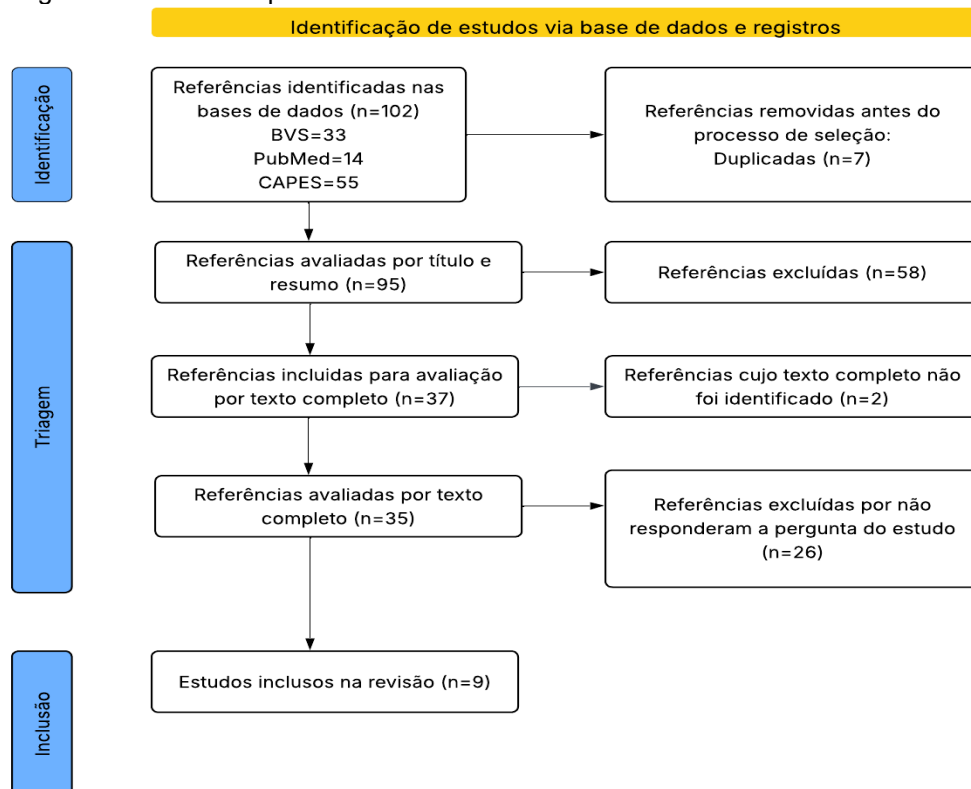 Identificação de estudos via base de dados e registros
Identificação
Referências identificadas nas
bases de dados (n=102)
BVS=33
PubMed=14
CAPES=55
Referências removidas antes do
processo de seleção:
Duplicadas (n=7)
Triagem
Referências avaliadas por título e
resumo (n=95)
Referências excluídas (n=58)
Referências incluidas para avaliação
por texto completo (n=37)
Referências cujo texto completo não
foi identificado (n=2)
Referências avaliadas por texto
completo (n=35)
Referências excluídas por não
responderam a pergunta do estudo
(n=26)
Inclusão
Estudos inclusos na revisão (n=9)